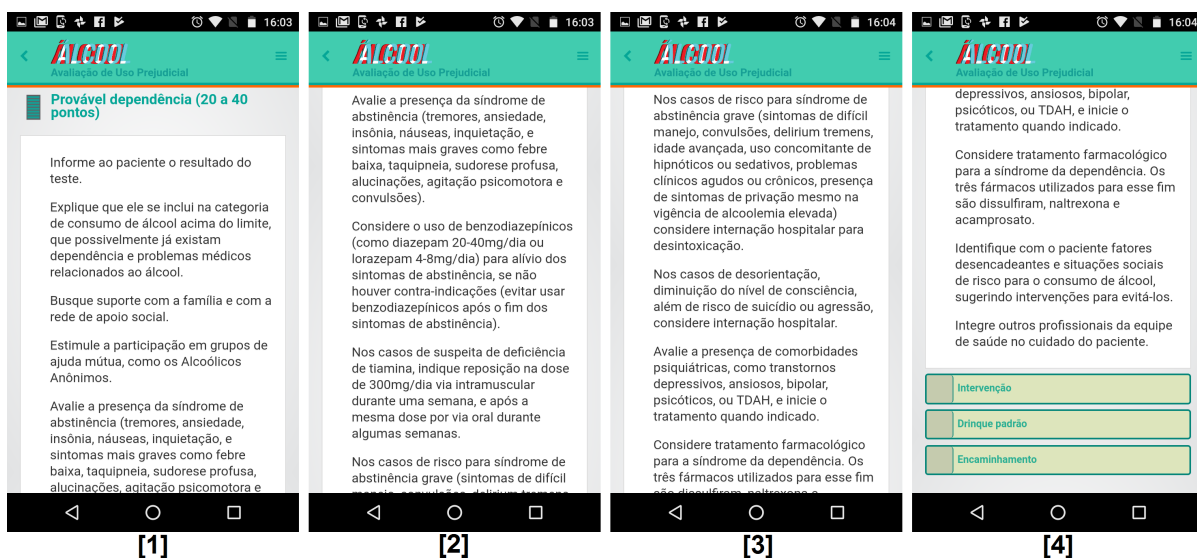 16:03
ÁLCOOL
Avaliação de Uso Prejudicial
Provável dependência (20 a 40
pontos)
Informe ao paciente o resultado do
teste.
Explique que ele se inclui na categoria
de consumo de álcool acima do limite,
que possivelmente já existam
dependência e problemas médicos
relacionados ao álcool.
Busque suporte com a família e com a
rede de apoio social.
Estimule a participação em grupos de
ajuda mútua, como os Alcoólicos
Anônimos.
Avalie a presença da síndrome de
abstinência (tremores, ansiedade,
insônia, náuseas, inquietação, e
sintomas mais graves como febre
baixa, taquipneia, sudorese profusa,
alucinações, agitação psicomotora e
[1]
16:03
ÁLCOOL
Avaliação de Uso Prejudicial
Avalie a presença da síndrome de
abstinência (tremores, ansiedade,
insônia, náuseas, inquietação, e
sintomas mais graves como febre
baixa, taquipneia, sudorese profusa,
alucinações, agitação psicomotora e
convulsões).
Considere o uso de benzodiazepínicos
(como diazepam 20-40mg/dia ou
lorazepam 4-8mg/dia) para alívio dos
sintomas de abstinência, se não
houver contra-indicações (evitar usar
benzodiazepínicos após o fim dos
sintomas de abstinência).
Nos casos de suspeita de deficiência
de tiamina, indique reposição na dose
de 300mg/dia via intramuscular
durante uma semana, e após a
mesma dose por via oral durante
algumas semanas.
Nos casos de risco para síndrome de
abstinência grave (sintomas de difícil
manejo, convulsões, delirium tremens,
[2]
16:04
ÁLCOOL
Avaliação de Uso Prejudicial
Nos casos de risco para síndrome de
abstinência grave (sintomas de difícil
manejo, convulsões, delirium tremens,
idade avançada, uso concomitante de
hipnóticos ou sedativos, problemas
clínicos agudos ou crônicos, presença
de sintomas de privação mesmo na
vigência de alcoolemia elevada)
considere internação hospitalar para
desintoxicação.
Nos casos de desorientação,
diminuição do nível de consciência,
além de risco de suicídio ou agressão,
considere internação hospitalar.
Avalie a presença de comorbidades
psiquiátricas, como transtornos
depressivos, ansiosos, bipolar,
psicóticos, ou TDAH, e inicie o
tratamento quando indicado.
Considere tratamento farmacológico
para a síndrome da dependência. Os
três fármacos utilizados para esse fim
são dissulfiram, naltrexona e
[3]
16:04
ÁLCOOL
Avaliação de Uso Prejudicial
depressivos, ansiosos, bipolar,
psicóticos, ou TDAH, e inicie o
tratamento quando indicado.
Considere tratamento farmacológico
para a síndrome da dependência. Os
três fármacos utilizados para esse fim
são dissulfiram, naltrexona e
acamprosato.
Identifique com o paciente fatores
desencadeantes e situações sociais
de risco para o consumo de álcool,
sugerindo intervenções para evitá-los.
Integre outros profissionais da equipe
de saúde no cuidado do paciente.
Intervenção
Drinque padrão
Encaminhamento
[4]